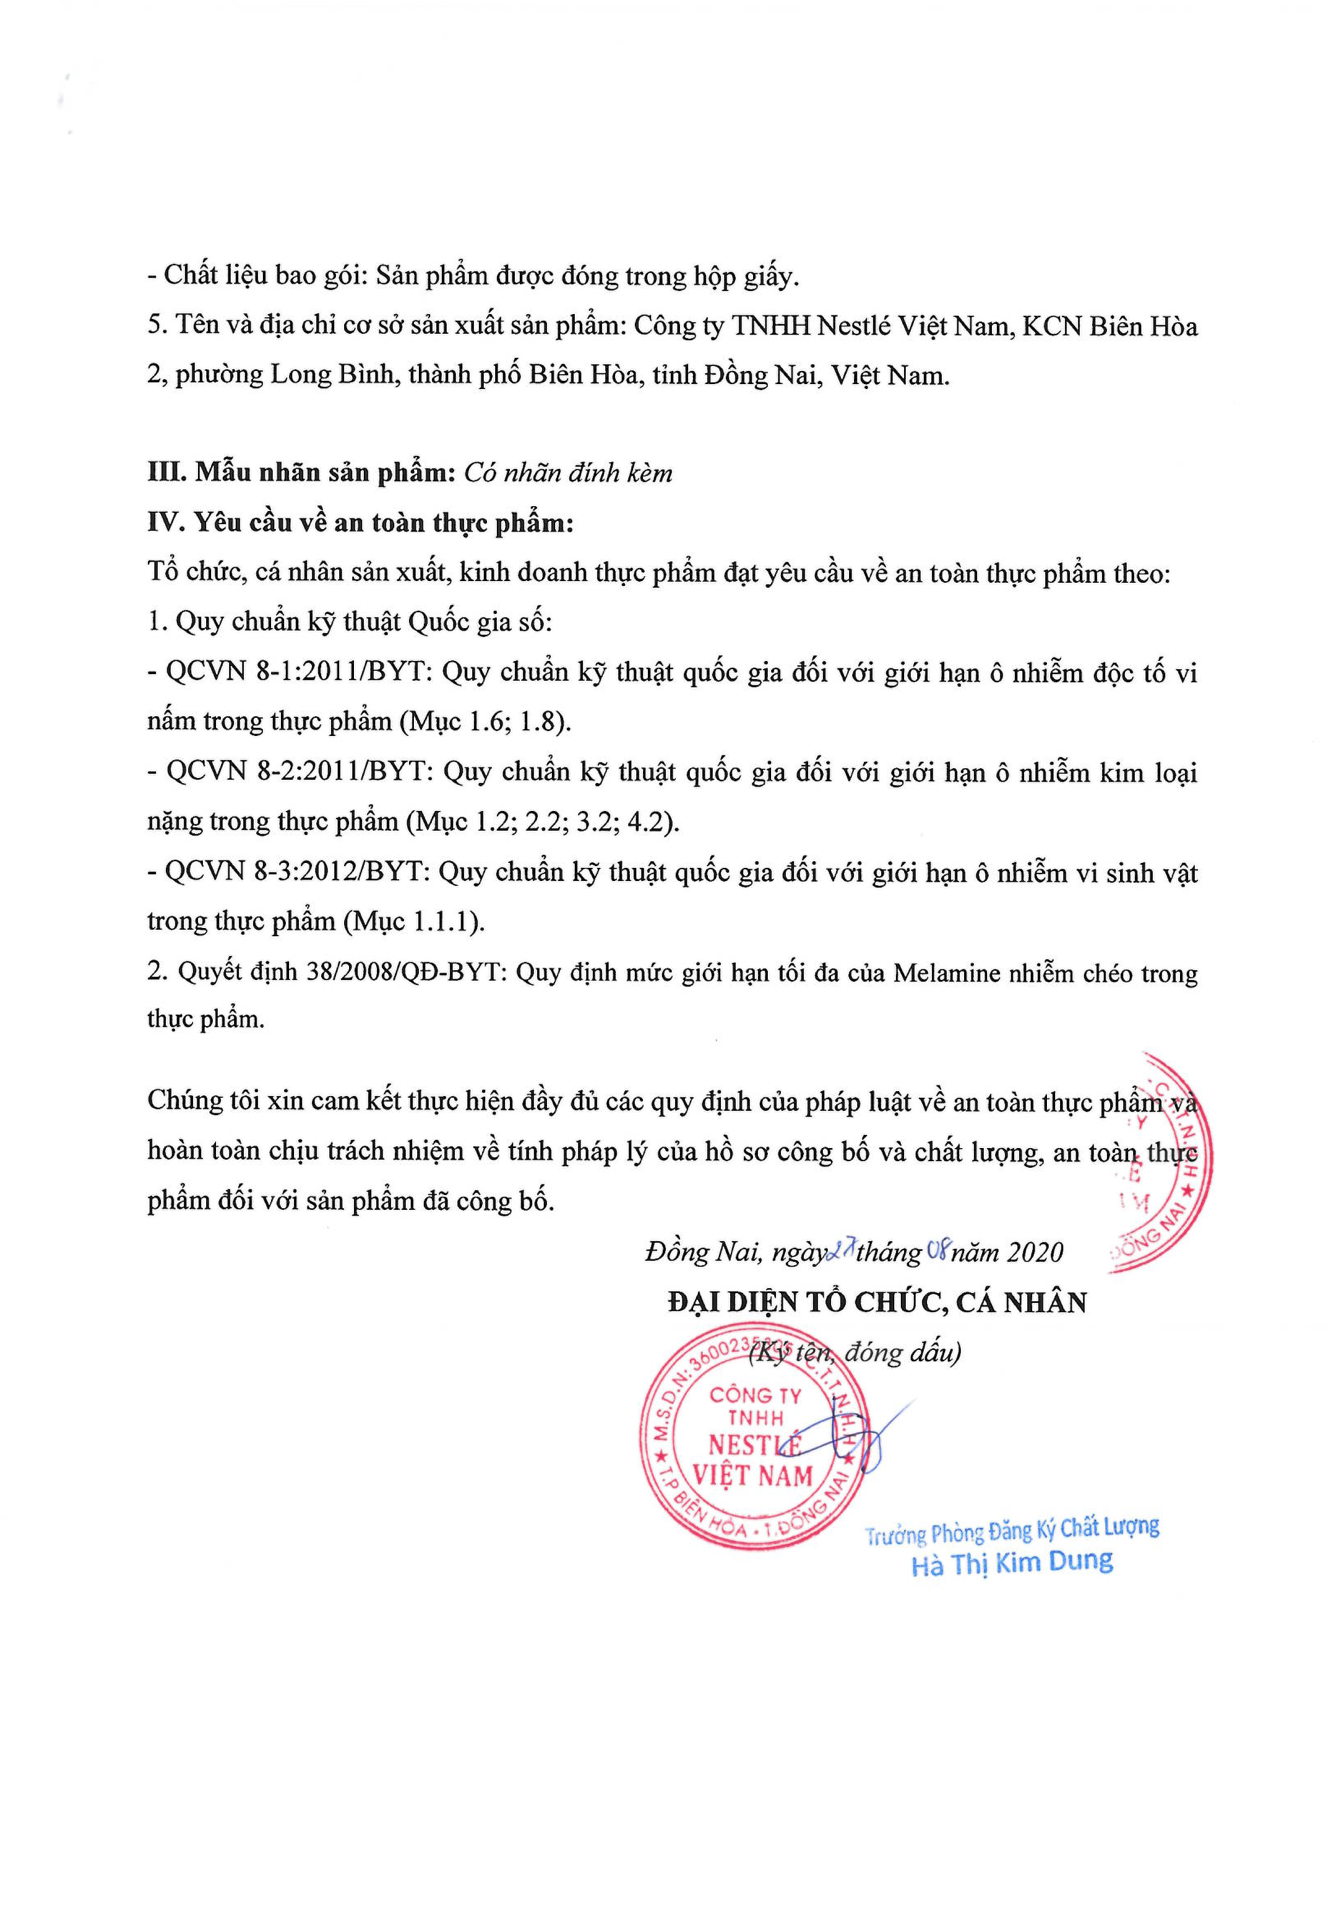 - Chất liệu bao gói: Sản phẩm được đóng trong hộp giấy.
5. Tên và địa chỉ cơ sở sản xuất sản phẩm: Công ty TNHH Nestlé Việt Nam, KCN Biên Hòa
2, phường Long Bình, thành phố Biên Hòa, tỉnh Đồng Nai, Việt Nam.
III. Mẫu nhãn sản phẩm: Có nhãn đính kèm
IV. Yêu cầu về an toàn thực phẩm:
Tổ chức, cá nhân sản xuất, kinh doanh thực phẩm đạt yêu cầu về an toàn thực phẩm theo:
1. Quy chuẩn kỹ thuật Quốc gia số:
- QCVN 8-1:2011/BYT: Quy chuẩn kỹ thuật quốc gia đối với giới hạn ô nhiễm độc tố vi
nấm trong thực phẩm (Mục 1.6; 1.8).
- QCVN 8-2:2011/BYT: Quy chuẩn kỹ thuật quốc gia đối với giới hạn ô nhiễm kim loại
nặng trong thực phẩm (Mục 1.2; 2.2; 3.2; 4.2).
- QCVN 8-3:2012/BYT: Quy chuẩn kỹ thuật quốc gia đối với giới hạn ô nhiễm vi sinh vật
trong thực phẩm (Mục 1.1.1).
2. Quyết định 38/2008/QĐ-BYT: Quy định mức giới hạn tối đa của Melamine nhiễm chéo trong
thực phẩm.
Chúng tôi xin cam kết thực hiện đầy đủ các quy định của pháp luật về an toàn thực phẩm và
hoàn toàn chịu trách nhiệm về tính pháp lý của hồ sơ công bố và chất lượng, an toàn thực
phẩm đối với sản phẩm đã công bố.
C.T.T.N.H.H ★
ĐỒNG NAI
Đồng Nai, ngày 27 tháng 08 năm 2020
ĐẠI DIỆN TỔ CHỨC, CÁ NHÂN
(Ký tên, đóng dấu)
★ M.S.D.N: C.T.T.N.H.H ★
CÔNG TY
TNHH
NESTLÉ
VIỆT NAM
T.P BIÊN HÒA - T.ĐỒNG NAI
Trưởng Phòng Đăng Ký Chất Lượng
Hà Thị Kim Dung